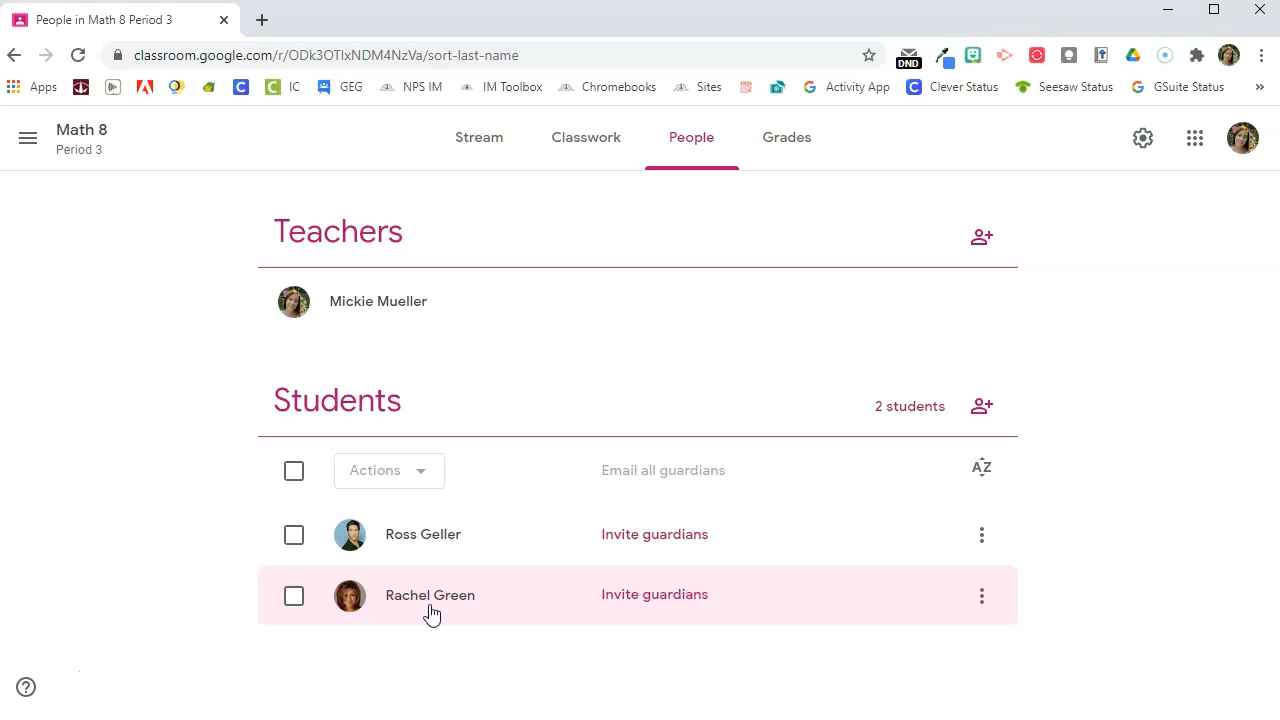 People in Math 8 Period 3
classroom.google.com/r/ODk3OTIxNDM4NzVa/sort-last-name
DND
Apps
IC
GEG
NPS IM
IM Toolbox
Chromebooks
Sites
Activity App
Clever Status
Seesaw Status
GSuite Status
Math 8
Period 3
Stream
Classwork
People
Grades
Teachers
Mickie Mueller
Students
2 students
Actions
Email all guardians
AZ
Ross Geller
Invite guardians
Rachel Green
Invite guardians